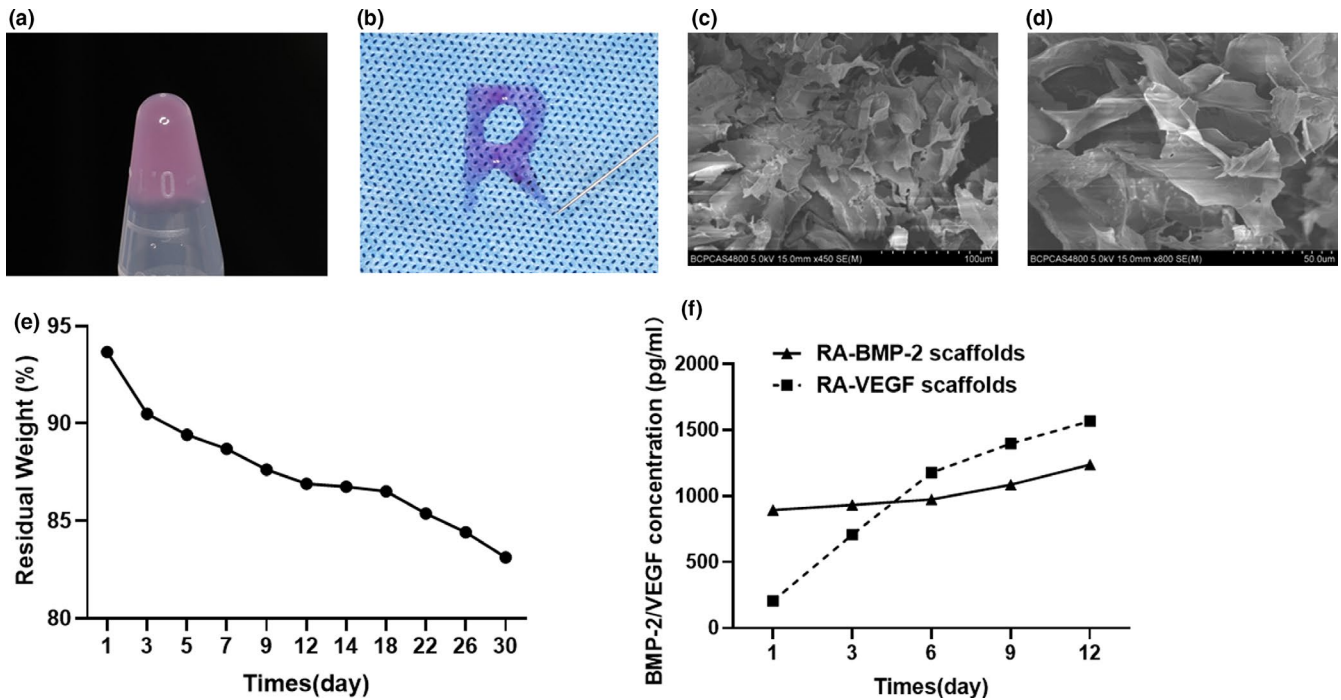 (a)
(b)
R
(c)
BCPCAS4800 5.0kV 15.0mm x450 SE(M) 100um
(d)
BCPCAS4800 5.0kV 15.0mm x800 SE(M) 50.0um
(e)
Residual Weight (%)
95
90
85
80
1 3 5 7 9 12 14 18 22 26 30
Times(day)
(f)
BMP-2/VEGF concentration (pg/ml)
RA-BMP-2 scaffolds
RA-VEGF scaffolds
2000
1500
1000
500
0
1 3 6 9 12
Times(day)